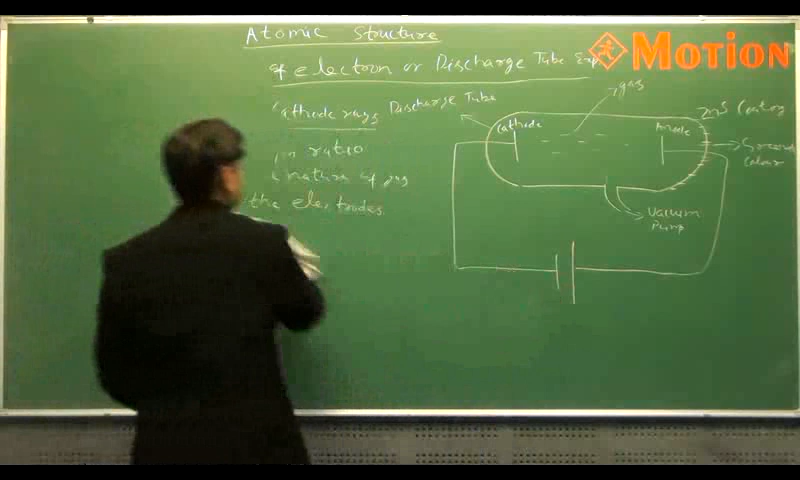 Atomic Structure
of electron or Discharge Tube Exp
MOTION
Cathode rays
Discharge Tube
gas
ZnS Coating
Cathode
Anode
Green
Colour
ratio
nature of gas
the electrodes
Vacuum
Pump